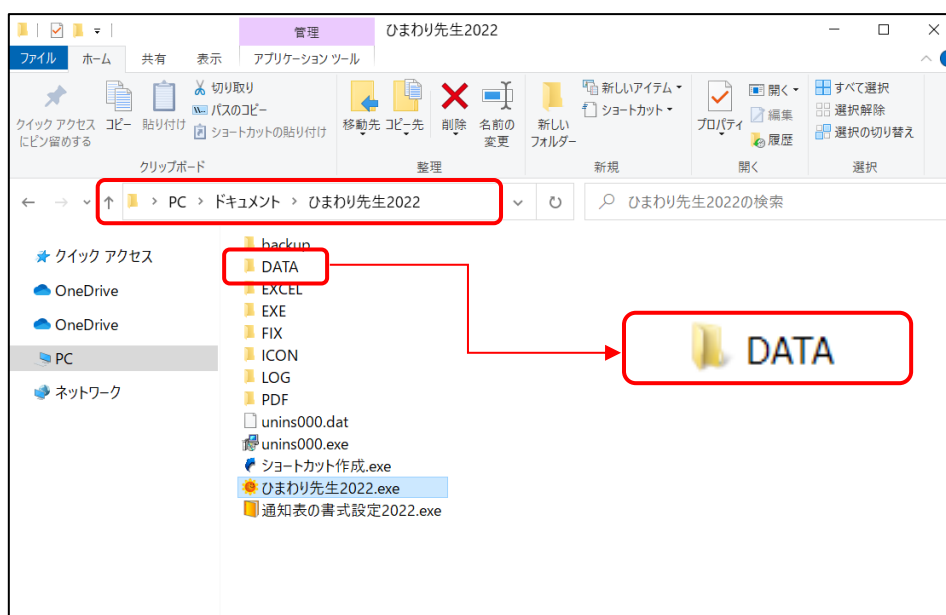 管理
ひまわり先生2022
ファイル
ホーム
共有
表示
アプリケーション ツール
クイック アクセス
にピン留めする
コピー
貼り付け
切り取り
パスのコピー
ショートカットの貼り付け
クリップボード
移動先
コピー先
削除
名前の
変更
整理
新しい
フォルダー
新しいアイテム
ショートカット
新規
プロパティ
開く
編集
履歴
開く
すべて選択
選択解除
選択の切り替え
選択
PC > ドキュメント > ひまわり先生2022
ひまわり先生2022の検索
クイック アクセス
OneDrive
OneDrive
PC
ネットワーク
backup
DATA
EXCEL
EXE
FIX
ICON
LOG
PDF
unins000.dat
unins000.exe
ショートカット作成.exe
ひまわり先生2022.exe
通知表の書式設定2022.exe
DATA